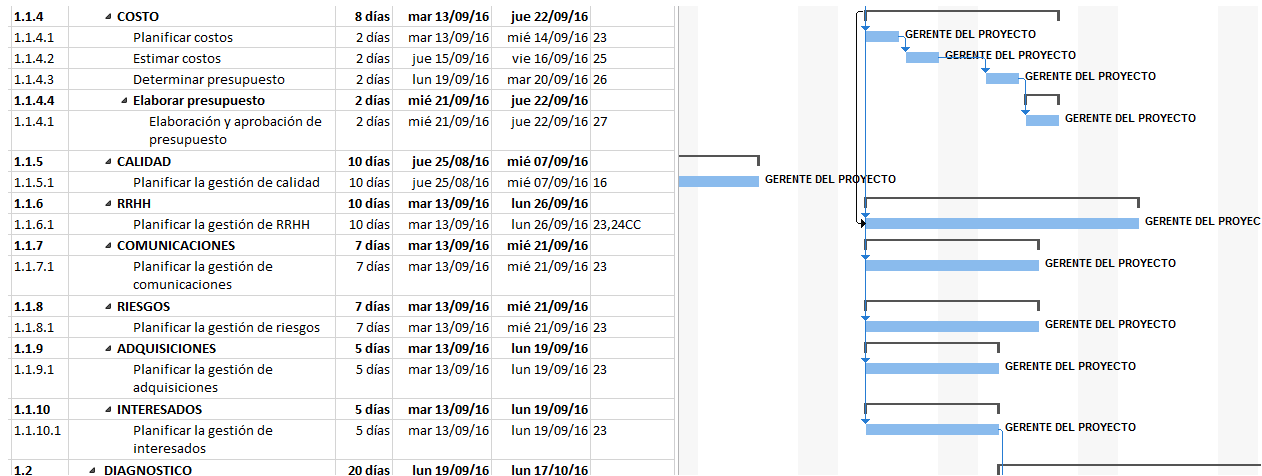 1.1.4 COSTO 8 días mar 13/09/16 jue 22/09/16
1.1.4.1 Planificar costos 2 días mar 13/09/16 mié 14/09/16 23 GERENTE DEL PROYECTO
1.1.4.2 Estimar costos 2 días jue 15/09/16 vie 16/09/16 25 GERENTE DEL PROYECTO
1.1.4.3 Determinar presupuesto 2 días lun 19/09/16 mar 20/09/16 26 GERENTE DEL PROYECTO
1.1.4.4 Elaborar presupuesto 2 días mié 21/09/16 jue 22/09/16
1.1.4.1 Elaboración y aprobación de 2 días mié 21/09/16 jue 22/09/16 27 GERENTE DEL PROYECTO
presupuesto
1.1.5 CALIDAD 10 días jue 25/08/16 mié 07/09/16
1.1.5.1 Planificar la gestión de calidad 10 días jue 25/08/16 mié 07/09/16 16 GERENTE DEL PROYECTO
1.1.6 RRHH 10 días mar 13/09/16 lun 26/09/16
1.1.6.1 Planificar la gestión de RRHH 10 días mar 13/09/16 lun 26/09/16 23,24CC GERENTE DEL PROYEC
1.1.7 COMUNICACIONES 7 días mar 13/09/16 mié 21/09/16
1.1.7.1 Planificar la gestión de 7 días mar 13/09/16 mié 21/09/16 23 GERENTE DEL PROYECTO
comunicaciones
1.1.8 RIESGOS 7 días mar 13/09/16 mié 21/09/16
1.1.8.1 Planificar la gestión de riesgos 7 días mar 13/09/16 mié 21/09/16 23 GERENTE DEL PROYECTO
1.1.9 ADQUISICIONES 5 días mar 13/09/16 lun 19/09/16
1.1.9.1 Planificar la gestión de 5 días mar 13/09/16 lun 19/09/16 23 GERENTE DEL PROYECTO
adquisiciones
1.1.10 INTERESADOS 5 días mar 13/09/16 lun 19/09/16
1.1.10.1 Planificar la gestión de 5 días mar 13/09/16 lun 19/09/16 23 GERENTE DEL PROYECTO
interesados
1.2 DIAGNOSTICO 20 días lun 19/09/16 lun 17/10/16